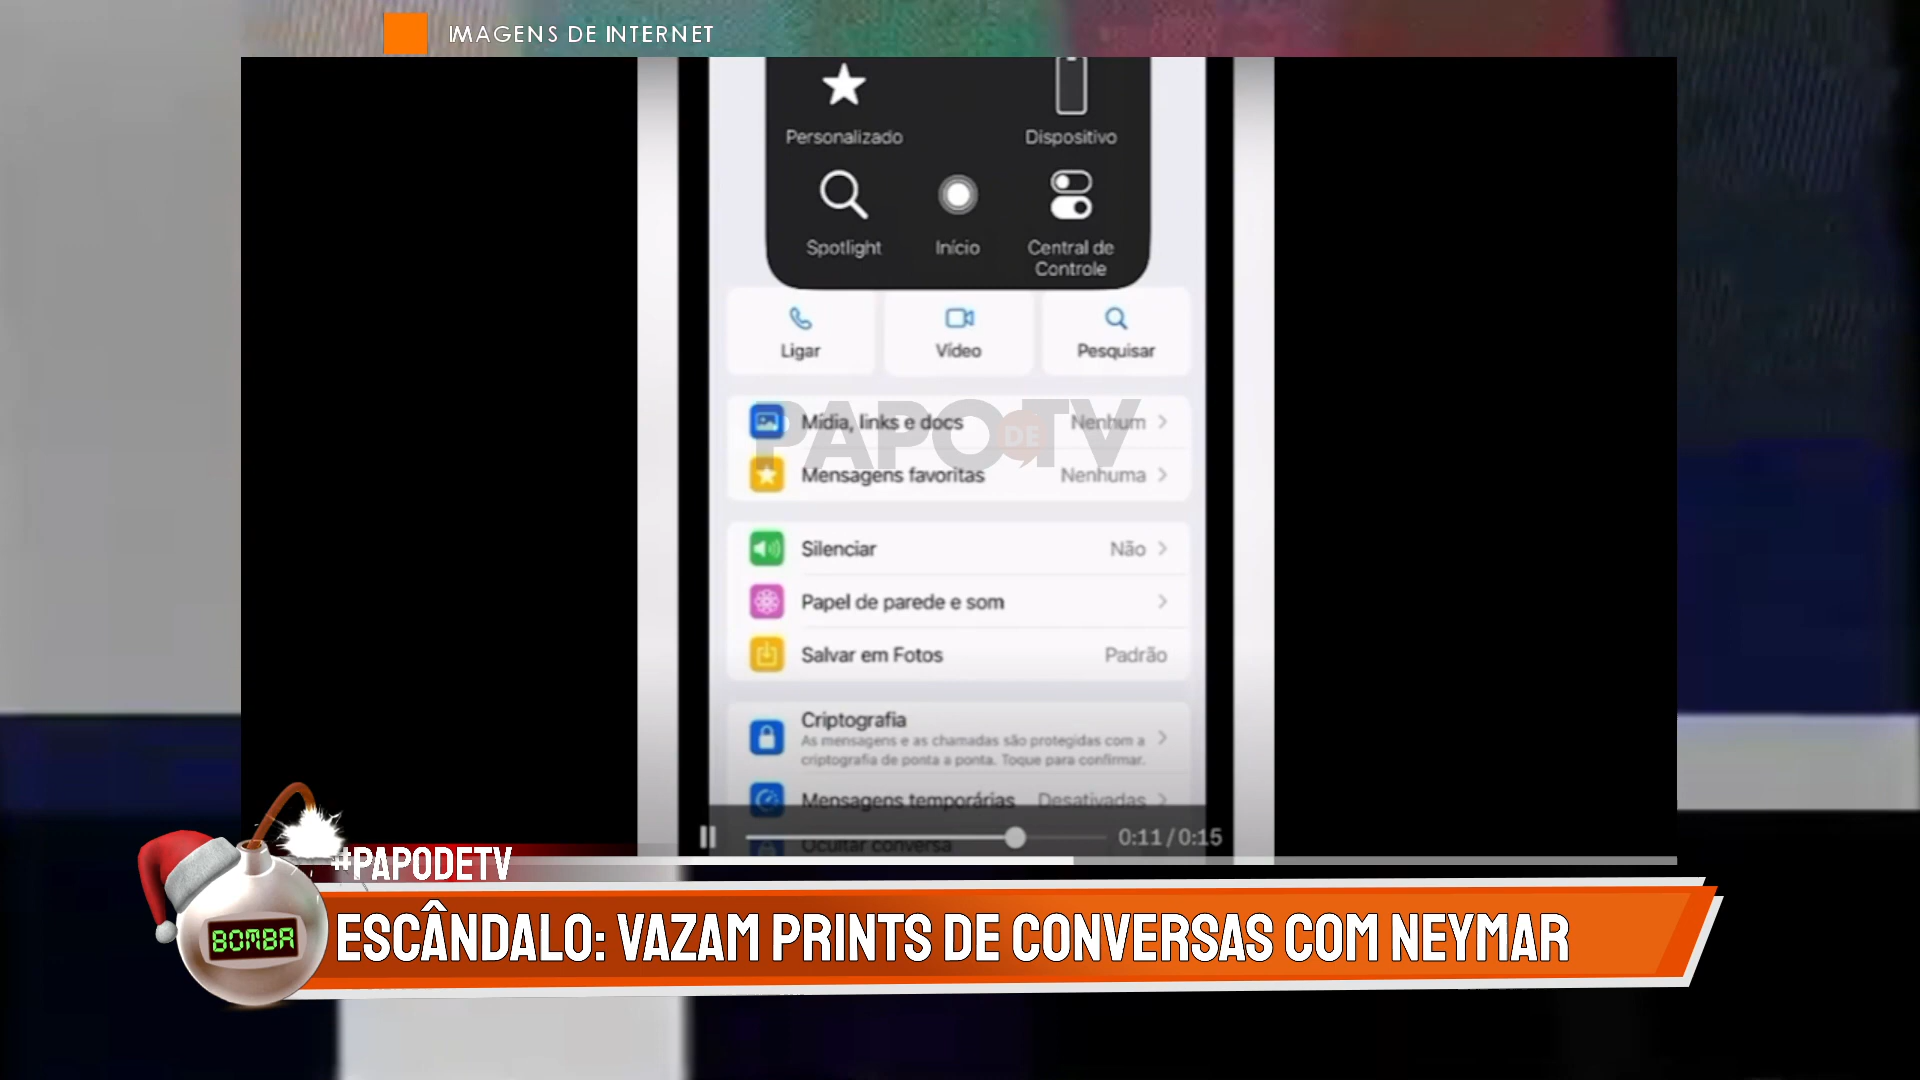 IMAGENS DE INTERNET
Personalizado
Dispositivo
Spotlight
Início
Central de
Controle
Ligar
Vídeo
Pesquisar
PAPO DE TV
Mídia, links e docs
Nenhum
Mensagens favoritas
Nenhuma
Silenciar
Não
Papel de parede e som
Salvar em Fotos
Padrão
Criptografia
As mensagens e as chamadas são protegidas com a
criptografia de ponta a ponta. Toque para confirmar.
Mensagens temporárias
Desativadas
0:11 / 0:15
Ocultar conversa
#PAPODETV
BOMBA
ESCÂNDALO: VAZAM PRINTS DE CONVERSAS COM NEYMAR